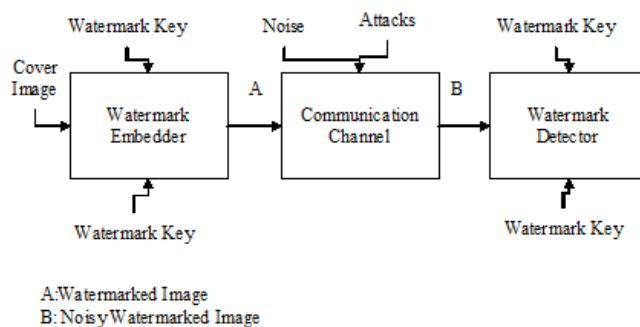 Watermark Key
Noise
Attacks
Watermark Key
Cover
Image
A
B
Watermark
Embedder
Communication
Channel
Watermark
Detector
Watermark Key
Watermark Key
A:Watermarked Image
B: Noisy Watermarked Image